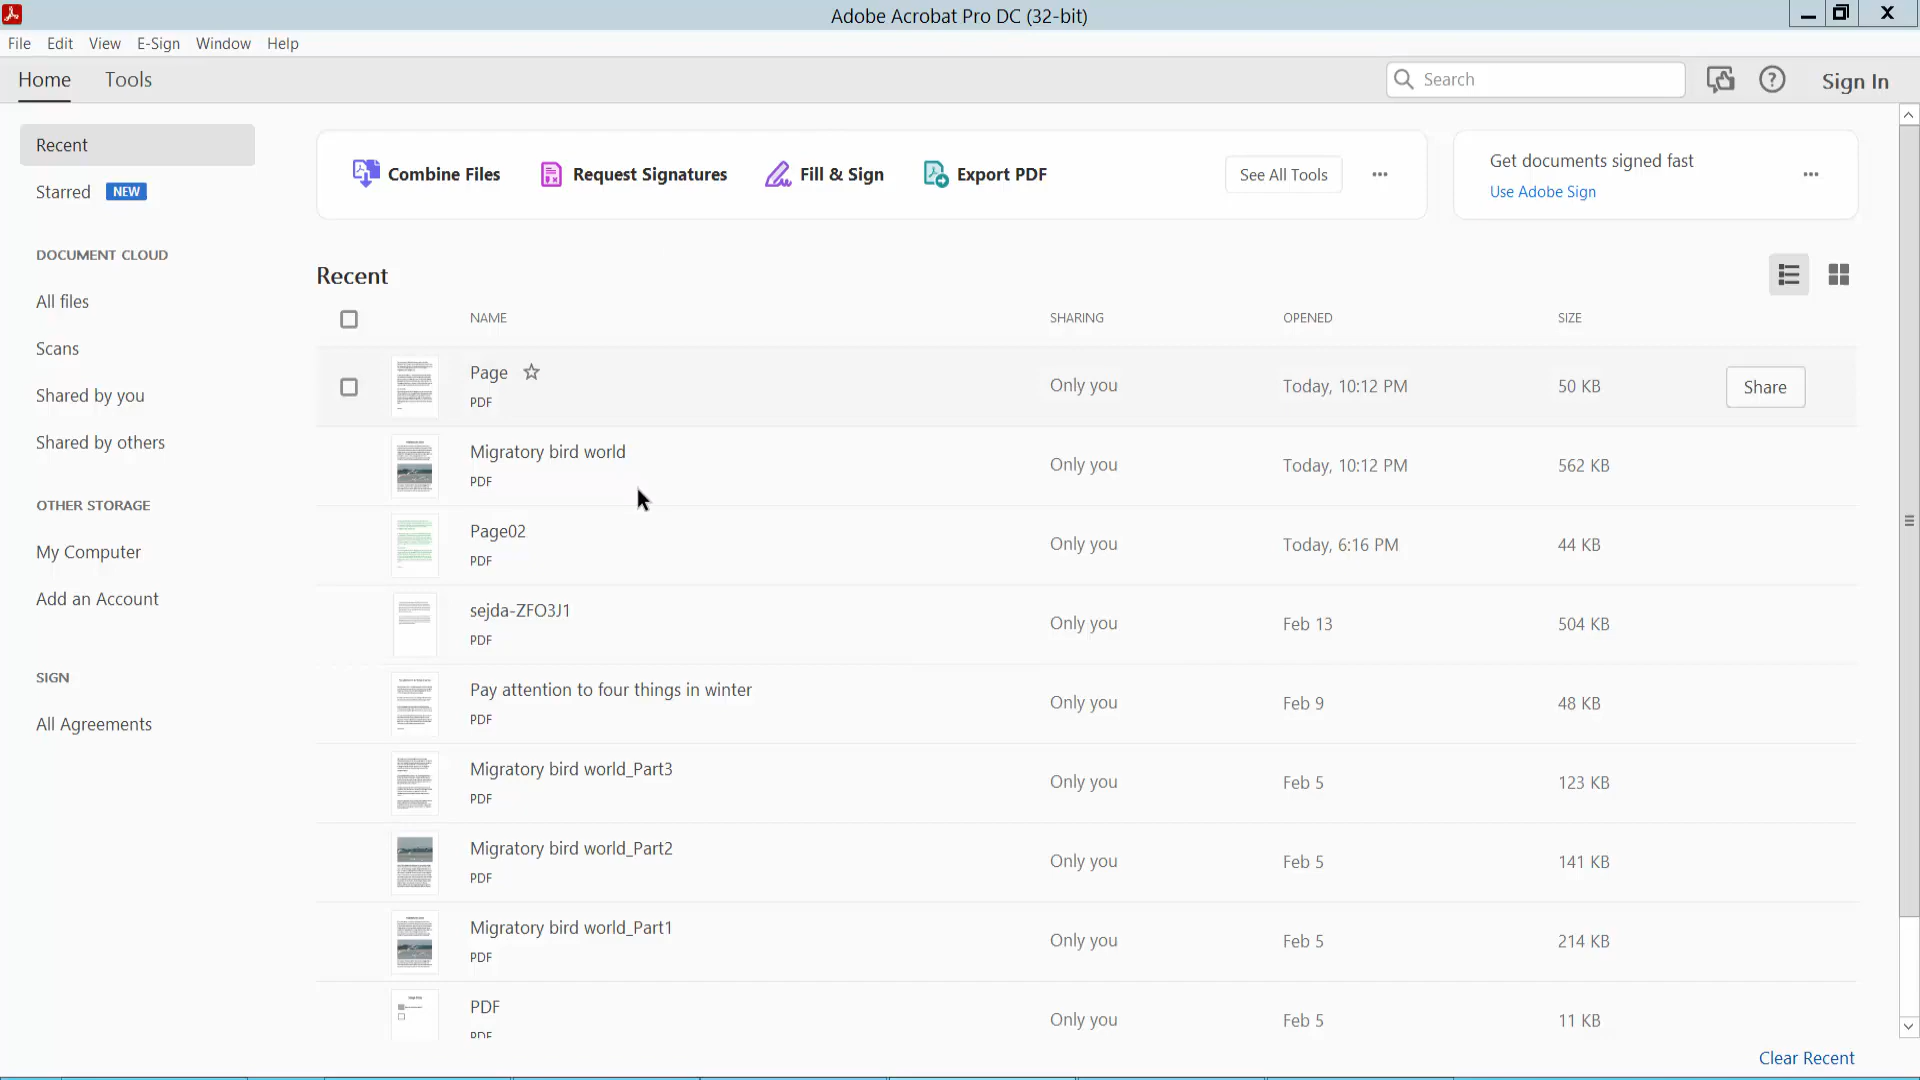 Adobe Acrobat Pro DC (32-bit)
File Edit View E-Sign Window Help
Home Tools Search Sign In
Recent
Starred NEW
DOCUMENT CLOUD
All files
Scans
Shared by you
Shared by others
OTHER STORAGE
My Computer
Add an Account
SIGN
All Agreements
Combine Files Request Signatures Fill & Sign Export PDF See All Tools
Get documents signed fast
Use Adobe Sign
Recent
NAME SHARING OPENED SIZE
Page Only you Today, 10:12 PM 50 KB Share
PDF
Migratory bird world Only you Today, 10:12 PM 562 KB
PDF
Page02 Only you Today, 6:16 PM 44 KB
PDF
sejda-ZFO3J1 Only you Feb 13 504 KB
PDF
Pay attention to four things in winter Only you Feb 9 48 KB
PDF
Migratory bird world_Part3 Only you Feb 5 123 KB
PDF
Migratory bird world_Part2 Only you Feb 5 141 KB
PDF
Migratory bird world_Part1 Only you Feb 5 214 KB
PDF
PDF Only you Feb 5 11 KB
PDF
Clear Recent